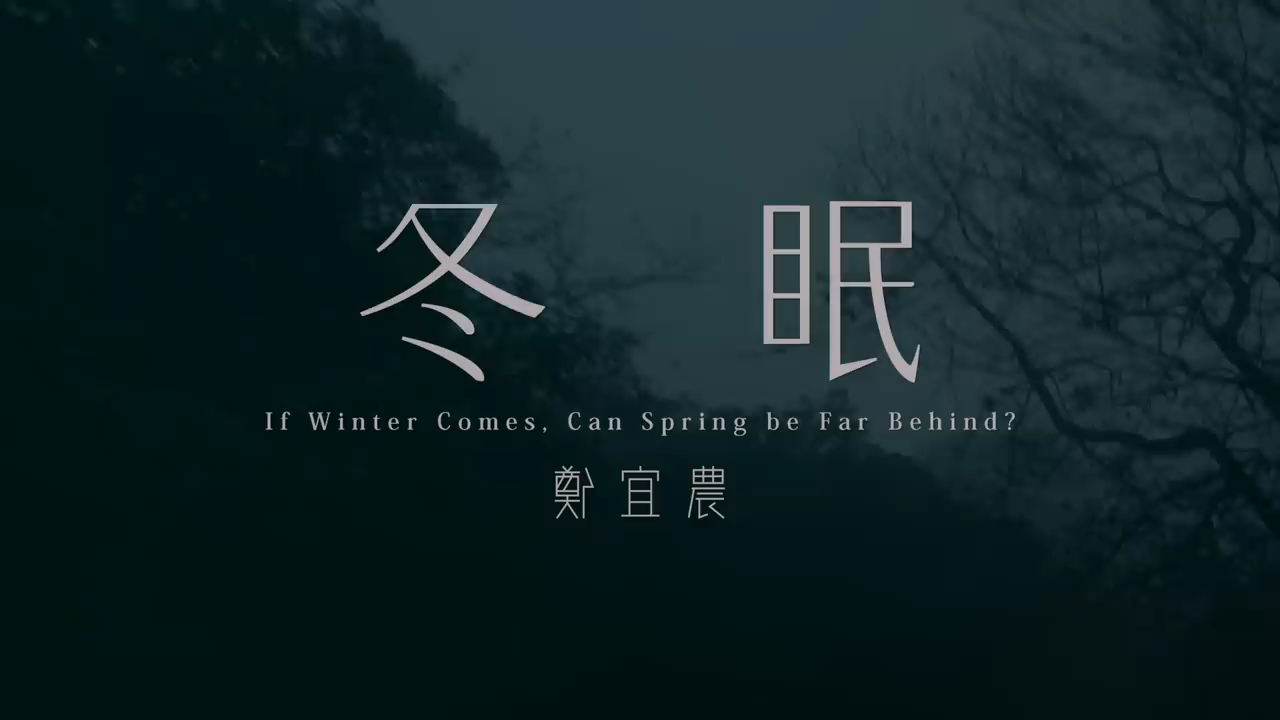 冬眠
If Winter Comes, Can Spring be Far Behind?
鄭宜農